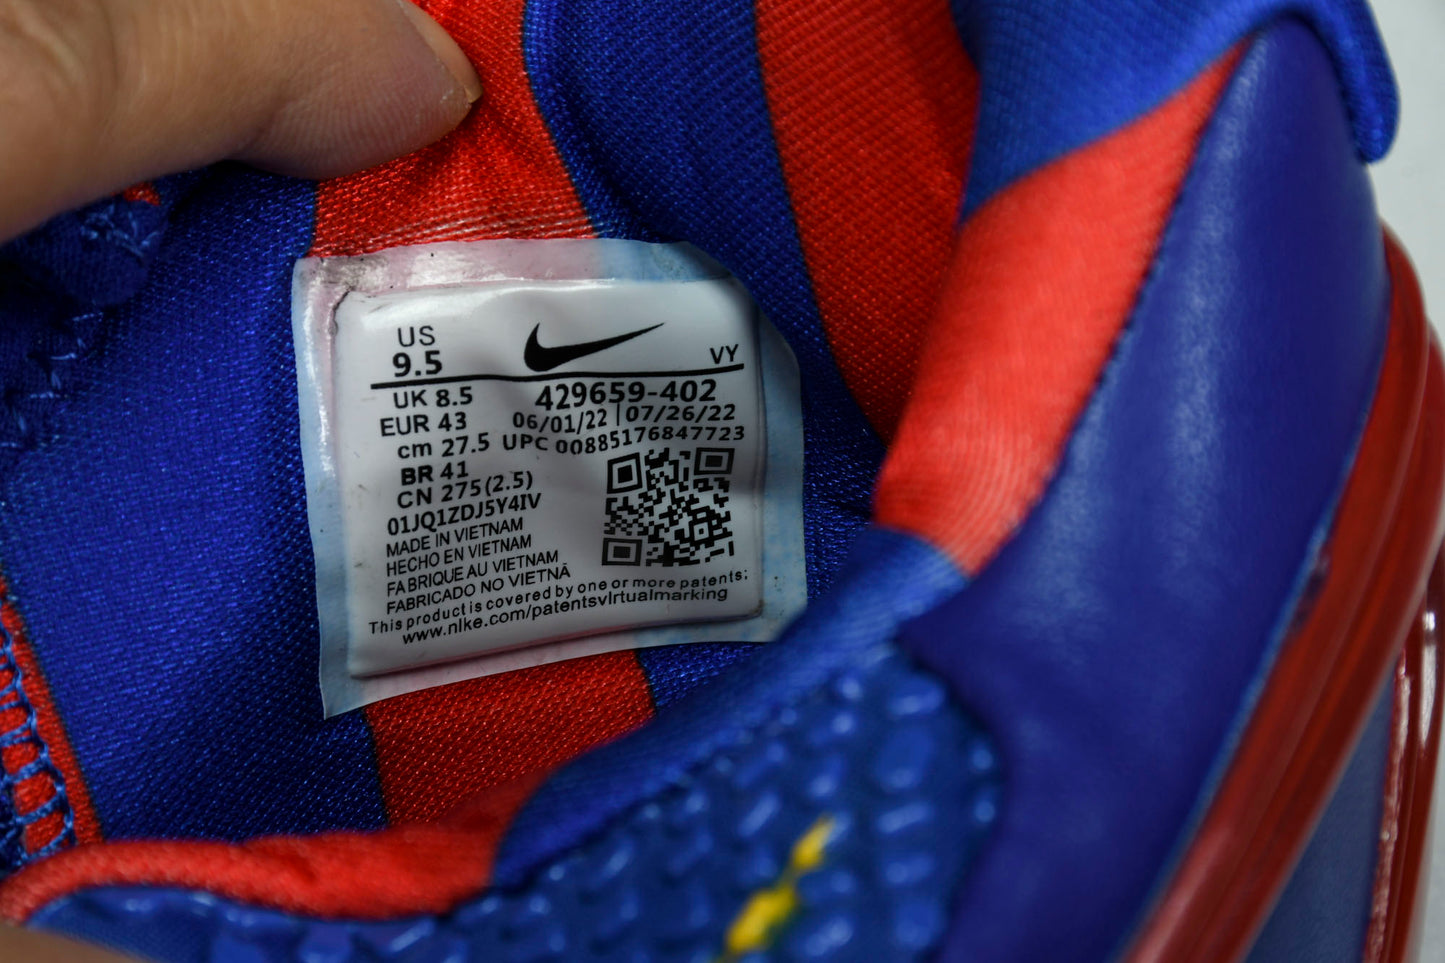 US
9.5
VY
UK 8.5
429659-402
EUR 43
06/01/22 | 07/26/22
cm 27.5
UPC 00885176847723
BR 41
CN 275(2.5)
01JQ1ZDJ5Y4IV
MADE IN VIETNAM
HECHO EN VIETNAM
FABRIQUE AU VIETNAM
FABRICADO NO VIETNÃ
This product is covered by one or more patents:
www.nlke.com/patentsvlrtualmarking